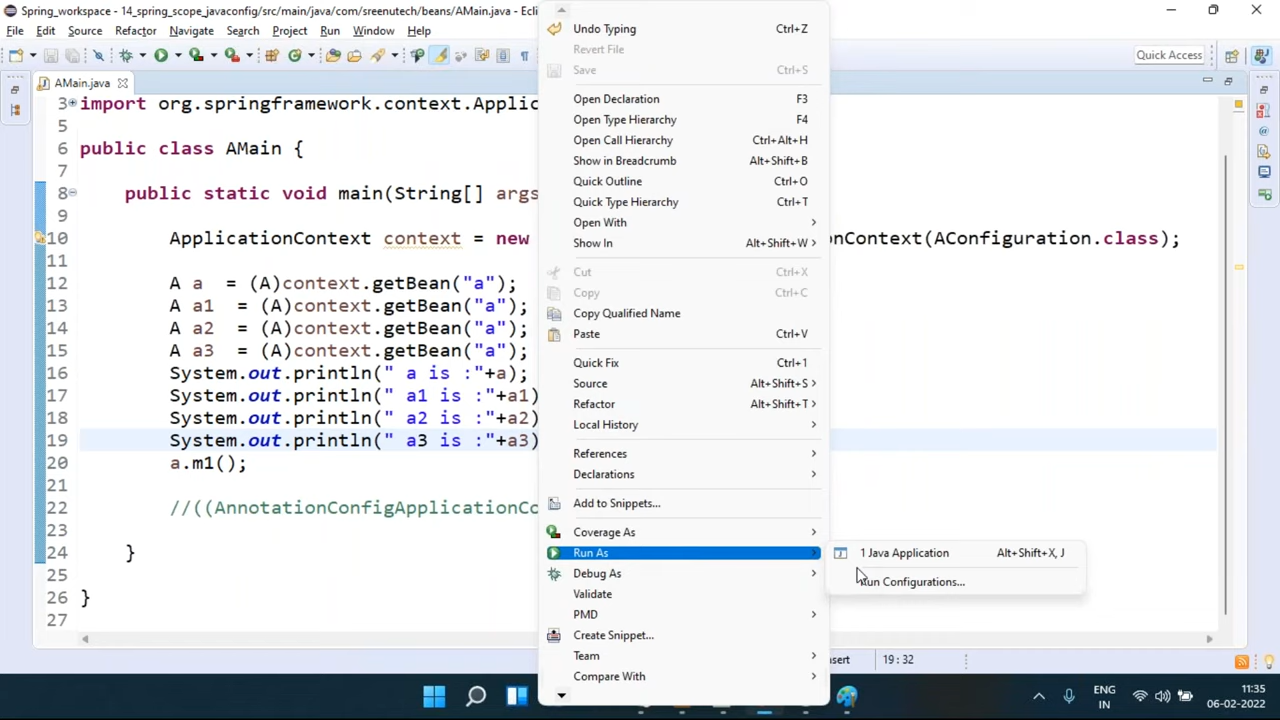 Spring_workspace - 14_spring_scope_javaconfig/src/main/java/com/sreenutech/beans/AMain.java - Ecli
File Edit Source Refactor Navigate Search Project Run Window Help
Quick Access
AMain.java
3 import org.springframework.context.Applic
5
6 public class AMain {
7
8 public static void main(String[] args
9
10 ApplicationContext context = new onContext(AConfiguration.class);
11
12 A a = (A)context.getBean("a");
13 A a1 = (A)context.getBean("a");
14 A a2 = (A)context.getBean("a");
15 A a3 = (A)context.getBean("a");
16 System.out.println(" a is :"+a);
17 System.out.println(" a1 is :"+a1)
18 System.out.println(" a2 is :"+a2)
19 System.out.println(" a3 is :"+a3)
20 a.m1();
21
22 //((AnnotationConfigApplicationCo
23
24 }
25
26 }
27
Undo Typing Ctrl+Z
Revert File
Save Ctrl+S
Open Declaration F3
Open Type Hierarchy F4
Open Call Hierarchy Ctrl+Alt+H
Show in Breadcrumb Alt+Shift+B
Quick Outline Ctrl+O
Quick Type Hierarchy Ctrl+T
Open With
Show In Alt+Shift+W
Cut Ctrl+X
Copy Ctrl+C
Copy Qualified Name
Paste Ctrl+V
Quick Fix Ctrl+1
Source Alt+Shift+S
Refactor Alt+Shift+T
Local History
References
Declarations
Add to Snippets...
Coverage As
Run As
Debug As
Validate
PMD
Create Snippet...
Team
Compare With
1 Java Application Alt+Shift+X, J
Run Configurations...
sert 19 : 32
ENG
IN
11:35
06-02-2022